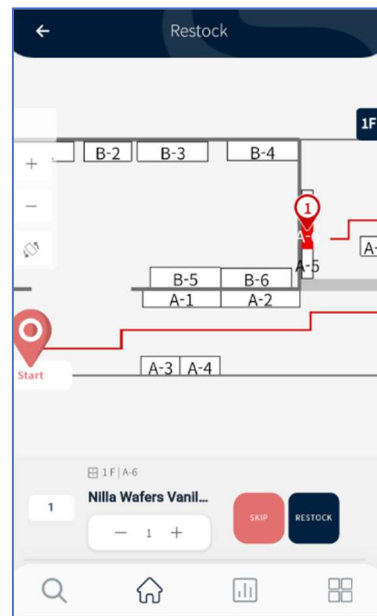 Restock
1F
B-2 B-3 B-4
1
A-5
B-5 B-6
A-1 A-2
Start
A-3 A-4
1F|A-6
1
Nilla Wafers Vanil...
− 1 +
SKIP
RESTOCK